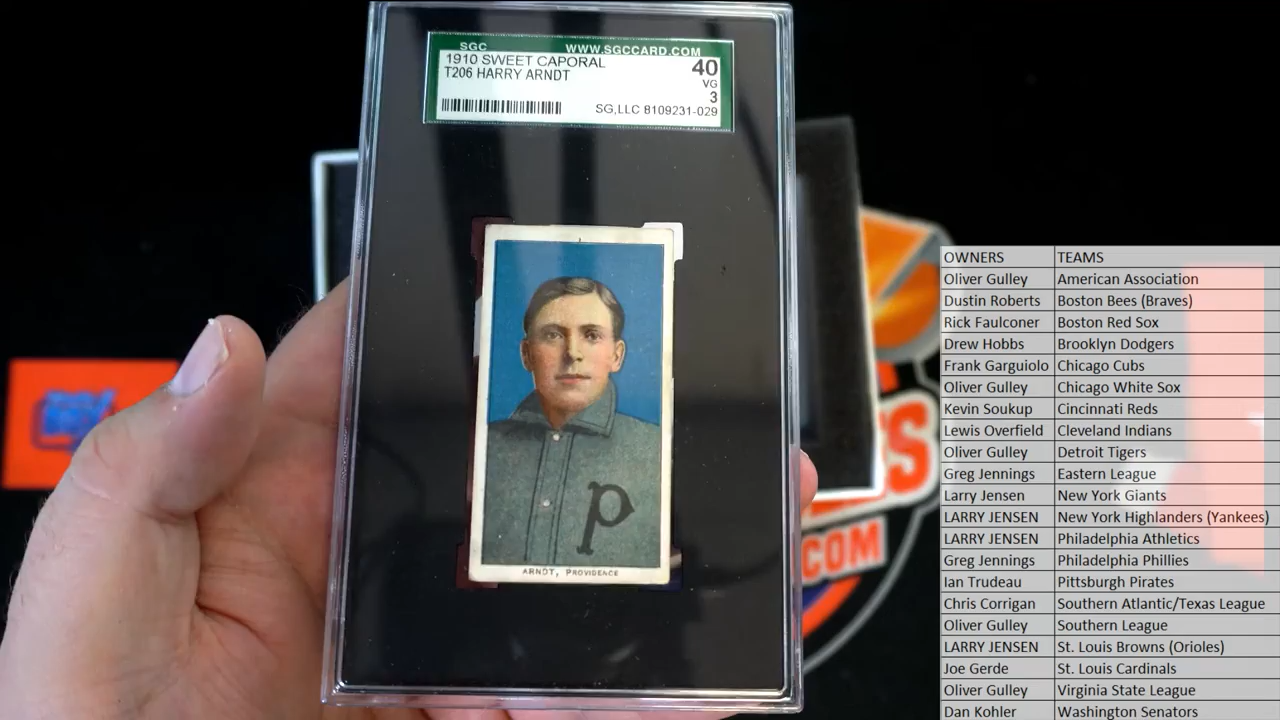 SGC WWW.SGCCARD.COM
1910 SWEET CAPORAL 40
T206 HARRY ARNDT VG
3
SG,LLC 8109231-029
P
ARNDT, PROVIDENCE
.COM
OWNERS TEAMS
Oliver Gulley American Association
Dustin Roberts Boston Bees (Braves)
Rick Faulconer Boston Red Sox
Drew Hobbs Brooklyn Dodgers
Frank Garguiolo Chicago Cubs
Oliver Gulley Chicago White Sox
Kevin Soukup Cincinnati Reds
Lewis Overfield Cleveland Indians
Oliver Gulley Detroit Tigers
Greg Jennings Eastern League
Larry Jensen New York Giants
LARRY JENSEN New York Highlanders (Yankees)
LARRY JENSEN Philadelphia Athletics
Greg Jennings Philadelphia Phillies
Ian Trudeau Pittsburgh Pirates
Chris Corrigan Southern Atlantic/Texas League
Oliver Gulley Southern League
LARRY JENSEN St. Louis Browns (Orioles)
Joe Gerde St. Louis Cardinals
Oliver Gulley Virginia State League
Dan Kohler Washington Senators